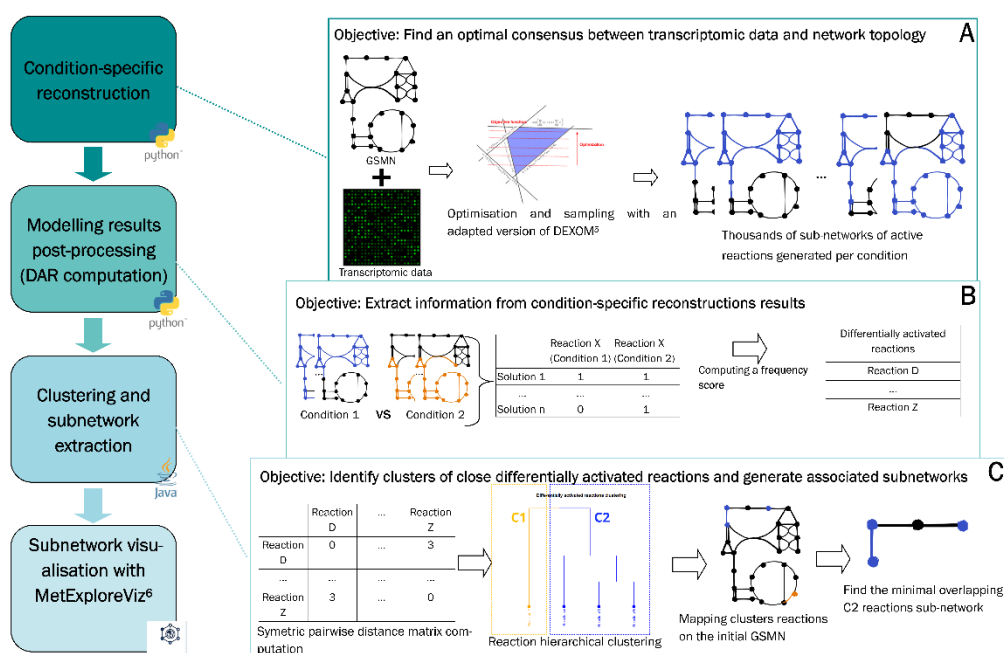 Condition-specific
reconstruction
python
Modelling results
post-processing
(DAR computation)
python
Clustering and
subnetwork
extraction
java
Subnetwork visu-
alisation with
MetExploreViz⁶
A
Objective: Find an optimal consensus between transcriptomic data and network topology
GSMN
+
Transcriptomic data
Optimisation and sampling with an
adapted version of DEXOM⁵
...
Thousands of sub-networks of active
reactions generated per condition
B
Objective: Extract information from condition-specific reconstructions results
... ...
Condition 1 VS Condition 2
Reaction X Reaction X
(Condition 1) (Condition 2)
Solution 1 1 1
... ... ...
Solution n 0 1
Computing a frequency
score
Differentially activated
reactions
Reaction D
...
Reaction Z
C
Objective: Identify clusters of close differentially activated reactions and generate associated subnetworks
Reaction ... Reaction
D Z
Reaction 0 ... 3
D
... ... ...
Reaction 3 ... 0
Z
Symetric pairwise distance matrix com-
putation
Differentially activated reactions clustering
C1 C2
Reaction hierarchical clustering
Mapping clusters reactions
on the initial GSMN
Find the minimal overlapping
C2 reactions sub-network